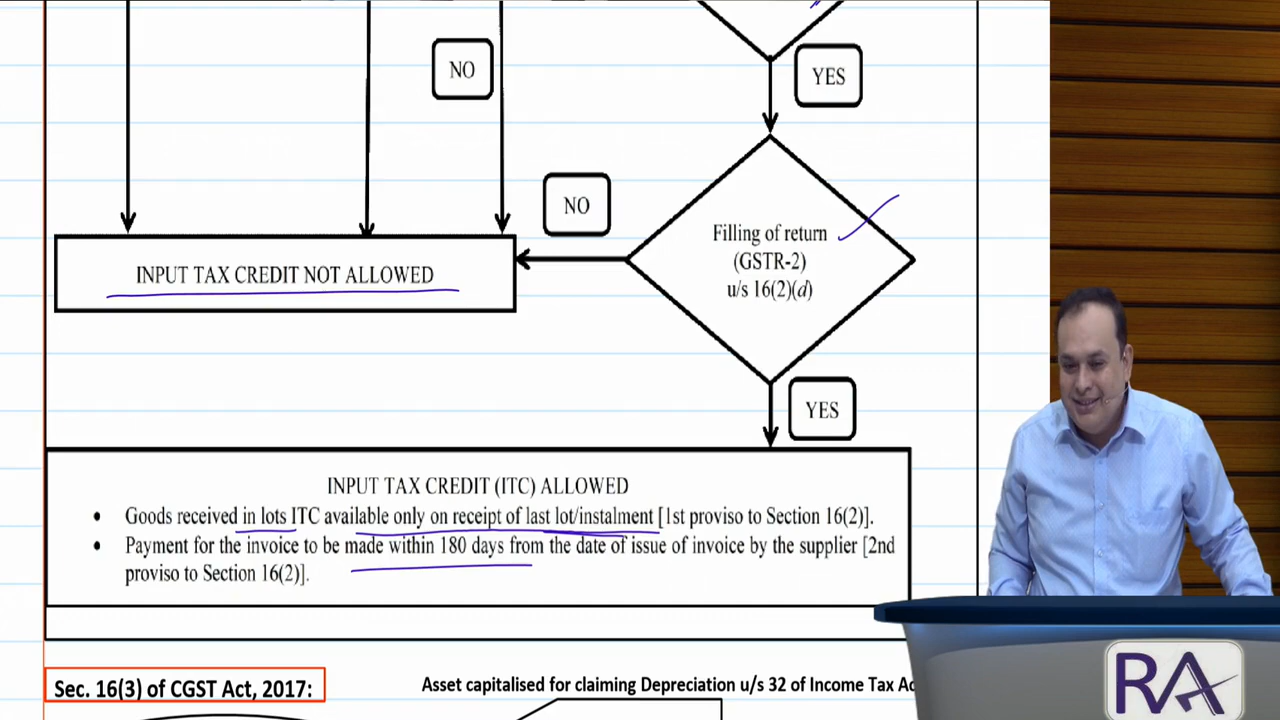 YES
NO
NO
Filling of return
(GSTR-2)
u/s 16(2)(d)
INPUT TAX CREDIT NOT ALLOWED
YES
INPUT TAX CREDIT (ITC) ALLOWED
• Goods received in lots ITC available only on receipt of last lot/instalment [1st proviso to Section 16(2)].
• Payment for the invoice to be made within 180 days from the date of issue of invoice by the supplier [2nd
proviso to Section 16(2)].
Sec. 16(3) of CGST Act, 2017:
Asset capitalised for claiming Depreciation u/s 32 of Income Tax
RA